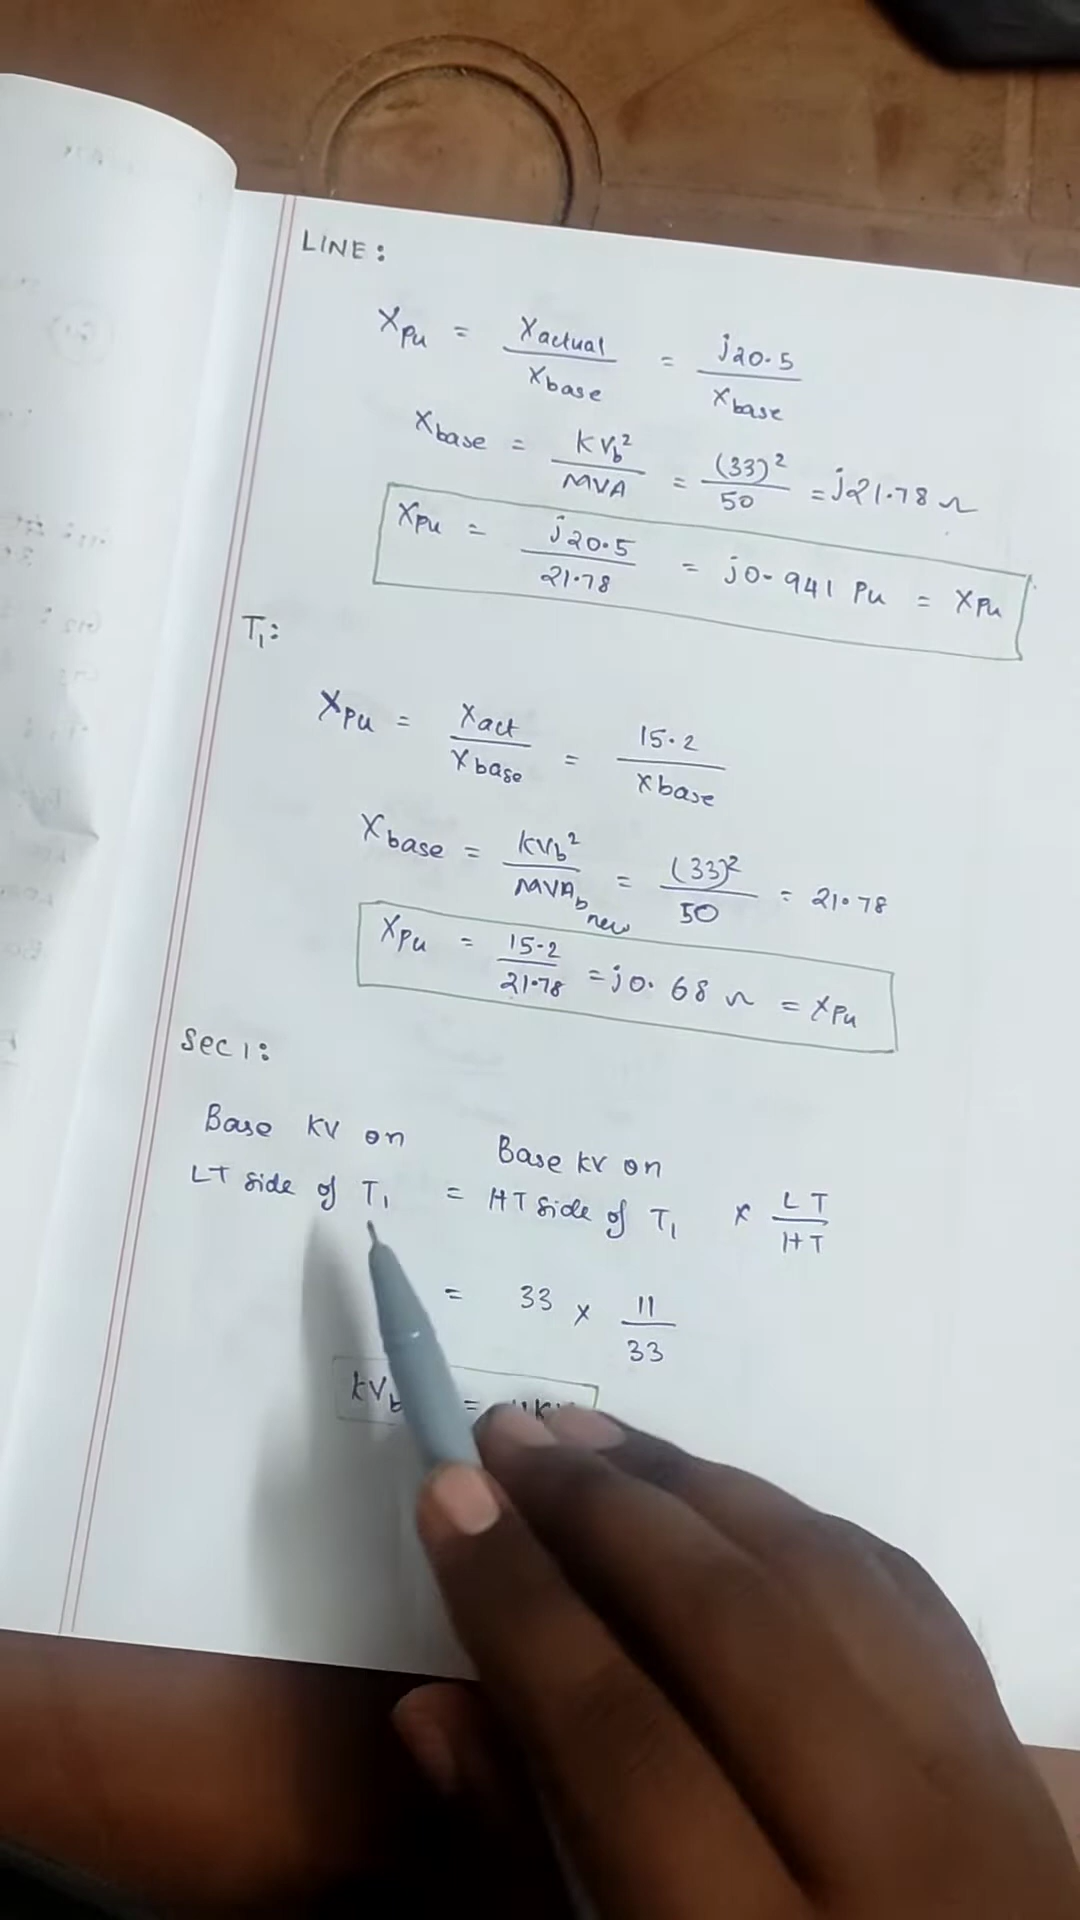 LINE:
Xpu = Xactual / Xbase = j20.5 / Xbase
Xbase = KVb² / MVA = (33)² / 50 = j21.78 Ω
Xpu = j20.5 / 21.78 = j0.941 Pu = Xpu
T1:
Xpu = Xact / Xbase = 15.2 / Xbase
Xbase = KVb² / MVAb new = (33)² / 50 = 21.78
Xpu = 15.2 / 21.78 = j0.68 Ω = Xpu
Sec 1:
Base KV on Base KV on
LT side of T1 = HT side of T1 × LT / HT
= 33 × 11 / 33
KVb =